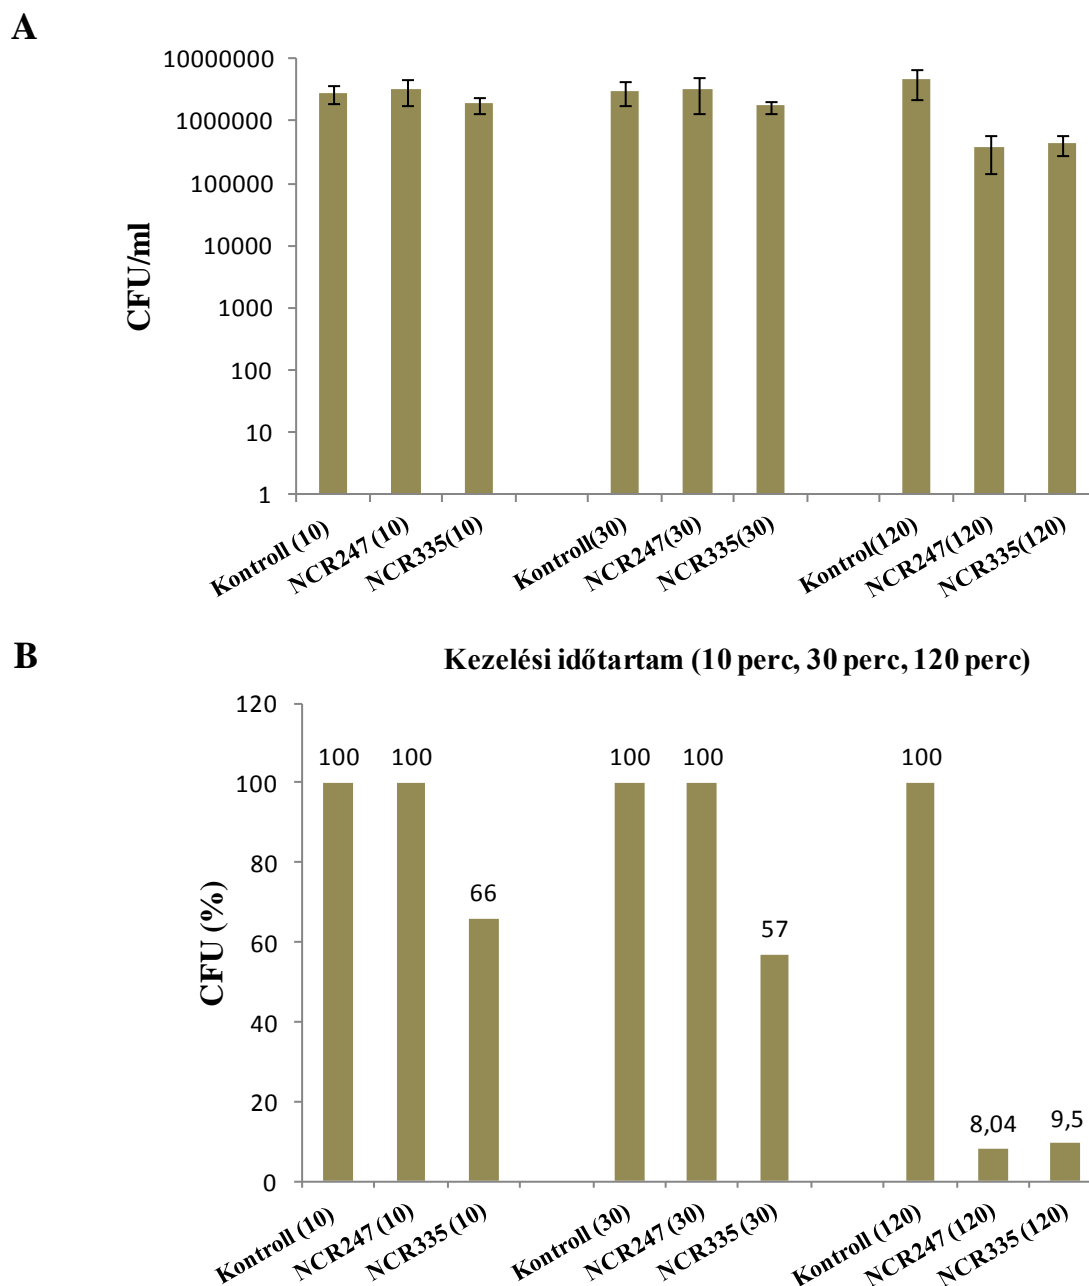 A
10000000
1000000
100000
10000
1000
100
10
1
CFU/ml
Kontroll (10)
NCR247 (10)
NCR335(10)
Kontroll(30)
NCR247(30)
NCR335(30)
Kontrol(120)
NCR247(120)
NCR335(120)
B
Kezelési időtartam (10 perc, 30 perc, 120 perc)
120
100
80
60
40
20
0
CFU (%)
100
100
66
100
100
57
100
8,04
9,5
Kontroll (10)
NCR247 (10)
NCR335 (10)
Kontroll (30)
NCR247 (30)
NCR335 (30)
Kontroll (120)
NCR247 (120)
NCR335 (120)